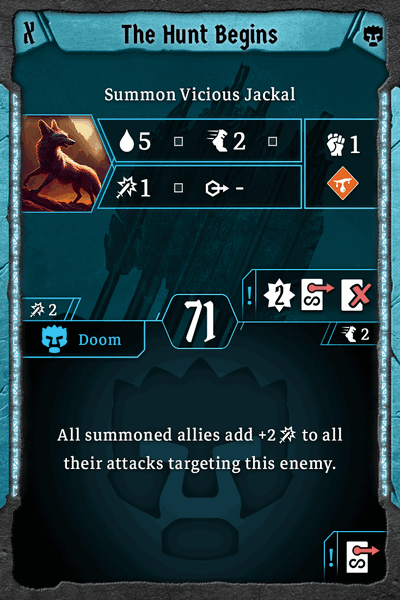 X
The Hunt Begins
Summon Vicious Jackal
5 2 1
1 -
! 2
2
71
Doom
2
All summoned allies add +2 to all
their attacks targeting this enemy.
!